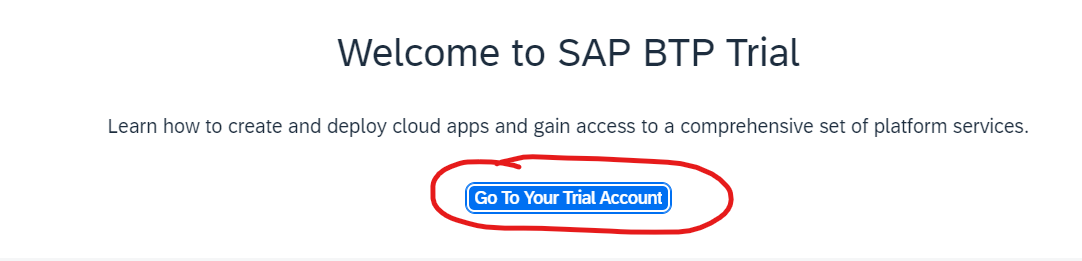 Welcome to SAP BTP Trial
Learn how to create and deploy cloud apps and gain access to a comprehensive set of platform services.
Go To Your Trial Account